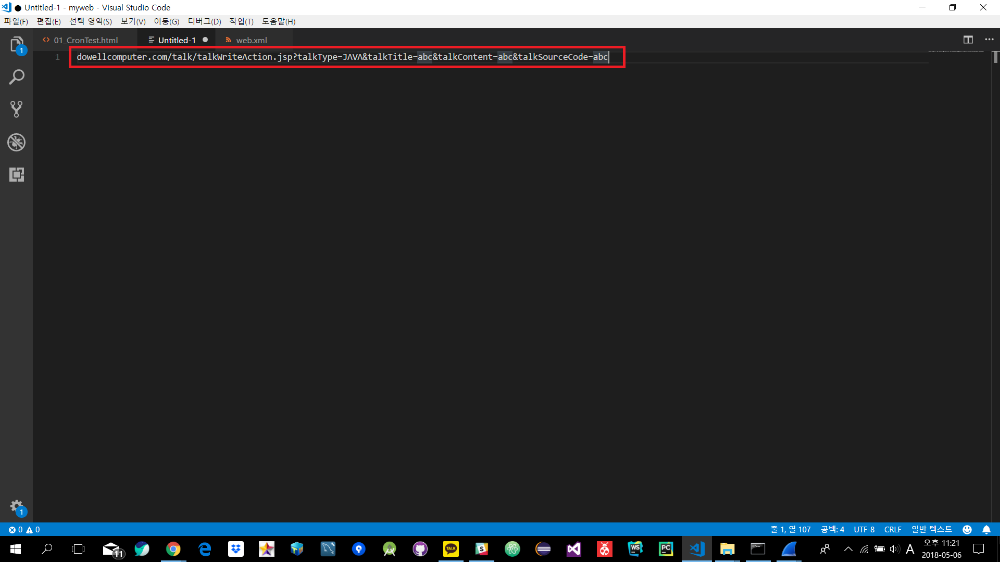 ● Untitled-1 - myweb - Visual Studio Code
파일(F) 편집(E) 선택 영역(S) 보기(V) 이동(G) 디버그(D) 작업(T) 도움말(H)
01_CronTest.html Untitled-1 ● web.xml
1 dowellcomputer.com/talk/talkWriteAction.jsp?talkType=JAVA&talkTitle=abc&talkContent=abc&talkSourceCode=abc
1
1
0 0 줄 1, 열 107 공백: 4 UTF-8 CRLF 일반 텍스트
11 TALK S WS PC A 오후 11:21
2018-05-06